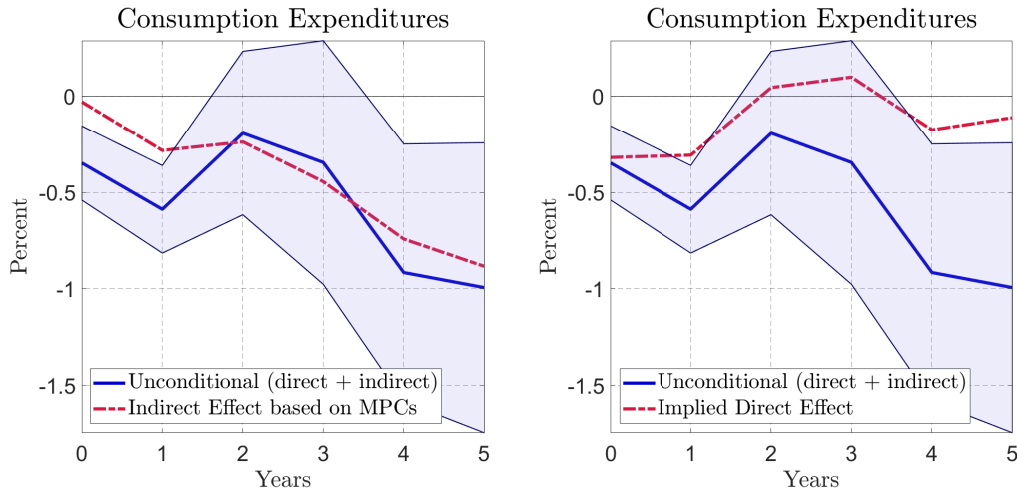 Consumption Expenditures
Percent
0
-0.5
-1
-1.5
Unconditional (direct + indirect)
Indirect Effect based on MPCs
0 1 2 3 4 5
Years
Consumption Expenditures
Percent
0
-0.5
-1
-1.5
Unconditional (direct + indirect)
Implied Direct Effect
0 1 2 3 4 5
Years